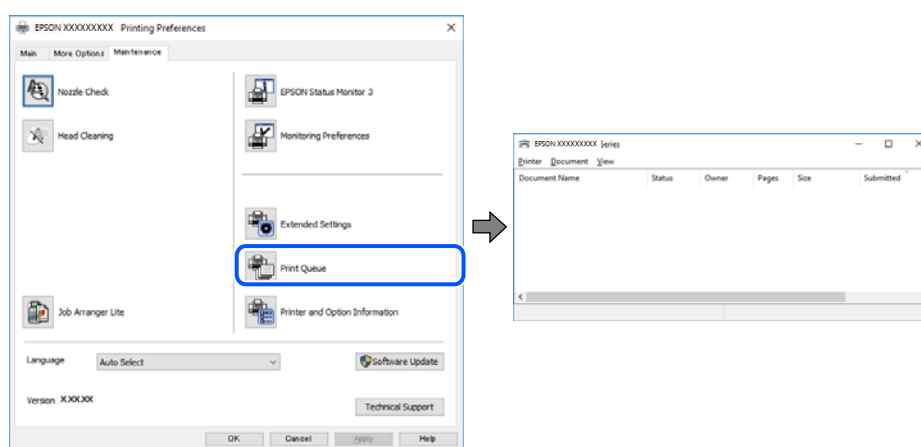 EPSON XXXXXXXXX Printing Preferences
Main More Options Maintenance
Nozzle Check
EPSON Status Monitor 3
Head Cleaning
Monitoring Preferences
Extended Settings
Print Queue
Job Arranger Lite
Printer and Option Information
Language Auto Select
Software Update
Version X.XX.XX
Technical Support
OK Cancel Apply Help
EPSON XXXXXXXXX Series
Printer Document View
Document Name Status Owner Pages Size Submitted